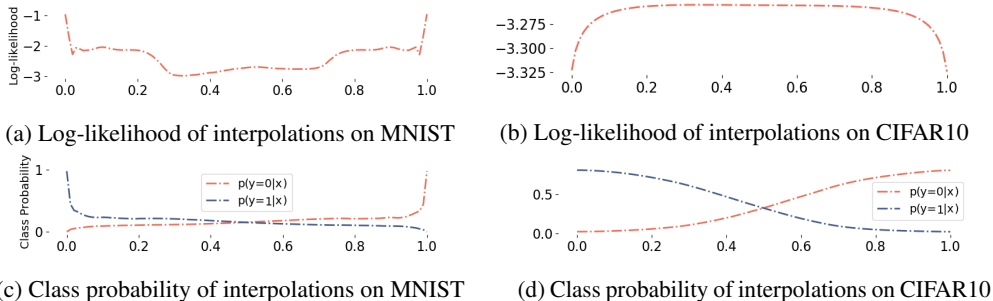 Log-likelihood
−1
−2
−3
0.0 0.2 0.4 0.6 0.8 1.0
−3.275
−3.300
−3.325
0.0 0.2 0.4 0.6 0.8 1.0
(a) Log-likelihood of interpolations on MNIST
(b) Log-likelihood of interpolations on CIFAR10
Class Probability
1
0
p(y=0|x)
p(y=1|x)
0.0 0.2 0.4 0.6 0.8 1.0
0.5
0.0
p(y=0|x)
p(y=1|x)
0.0 0.2 0.4 0.6 0.8 1.0
c) Class probability of interpolations on MNIST
(d) Class probability of interpolations on CIFAR10